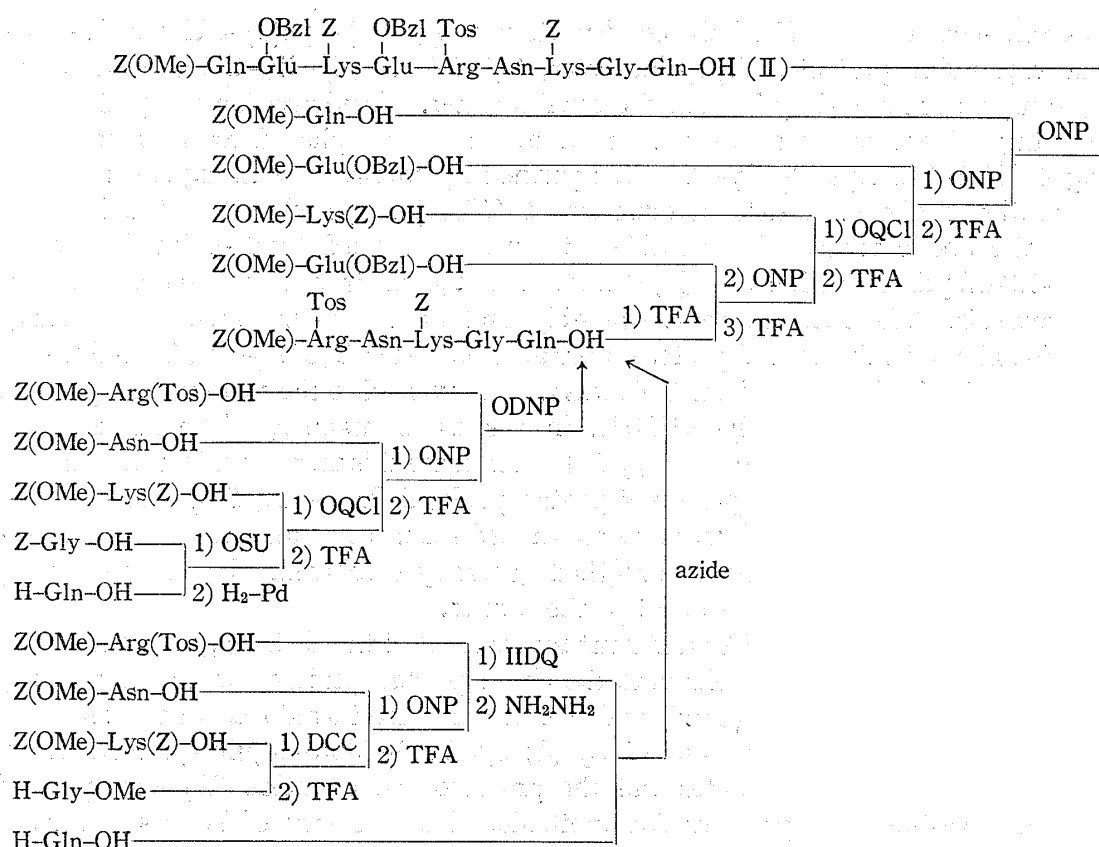 OBzl Z OBzl Tos Z
Z(OMe)–Gln–Glu—Lys–Glu—Arg–Asn–Lys–Gly–Gln–OH (II)
Z(OMe)–Gln–OH
ONP
Z(OMe)–Glu(OBzl)–OH
1) ONP
Z(OMe)–Lys(Z)–OH
1) OQCl 2) TFA
Z(OMe)–Glu(OBzl)–OH
2) ONP 2) TFA
Tos Z
1) TFA
Z(OMe)–Arg–Asn–Lys–Gly–Gln–OH
3) TFA
Z(OMe)–Arg(Tos)–OH
ODNP
Z(OMe)–Asn–OH
1) ONP
Z(OMe)–Lys(Z)–OH
1) OQCl 2) TFA
Z–Gly–OH
1) OSU
2) TFA
H–Gln–OH
2) H₂–Pd
azide
Z(OMe)–Arg(Tos)–OH
1) IIDQ
Z(OMe)–Asn–OH
1) ONP 2) NH₂NH₂
Z(OMe)–Lys(Z)–OH
1) DCC 2) TFA
H–Gly–OMe
2) TFA
H–Gln–OH